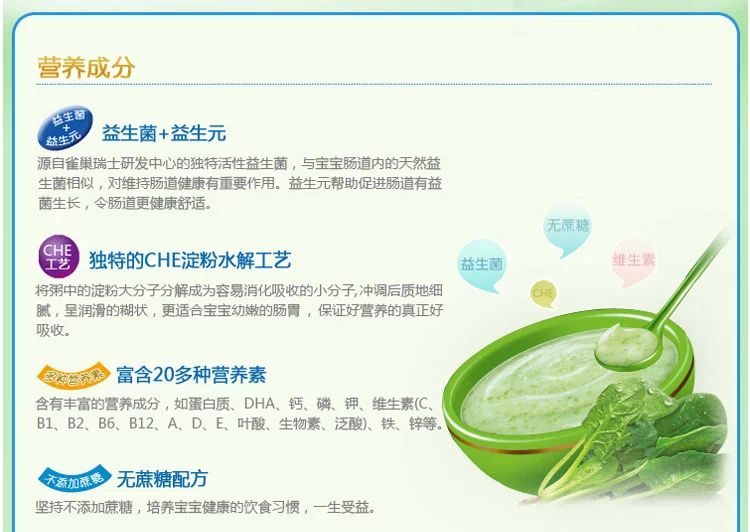 营养成分
益生菌
+
益生元
益生菌+益生元
源自雀巢瑞士研发中心的独特活性益生菌，与宝宝肠道内的天然益
生菌相似，对维持肠道健康有重要作用。益生元帮助促进肠道有益
菌生长，令肠道更健康舒适。
CHE
工艺
独特的CHE淀粉水解工艺
将粥中的淀粉大分子分解成为容易消化吸收的小分子,冲调后质地细
腻，呈润滑的糊状，更适合宝宝幼嫩的肠胃，保证好营养的真正好
吸收。
无蔗糖
益生菌
维生素
CHE
多种营养素
富含20多种营养素
含有丰富的营养成分，如蛋白质、DHA、钙、磷、钾、维生素(C、
B1、B2、B6、B12、A、D、E、叶酸、生物素、泛酸)、铁、锌等。
不添加蔗糖
无蔗糖配方
坚持不添加蔗糖，培养宝宝健康的饮食习惯，一生受益。